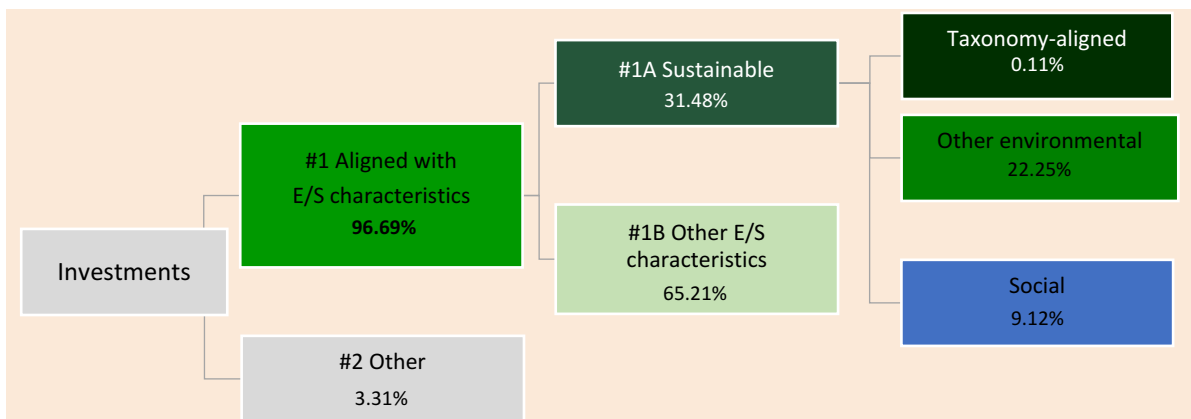 Investments
#1 Aligned with
E/S characteristics
96.69%
#2 Other
3.31%
#1A Sustainable
31.48%
#1B Other E/S
characteristics
65.21%
Taxonomy-aligned
0.11%
Other environmental
22.25%
Social
9.12%